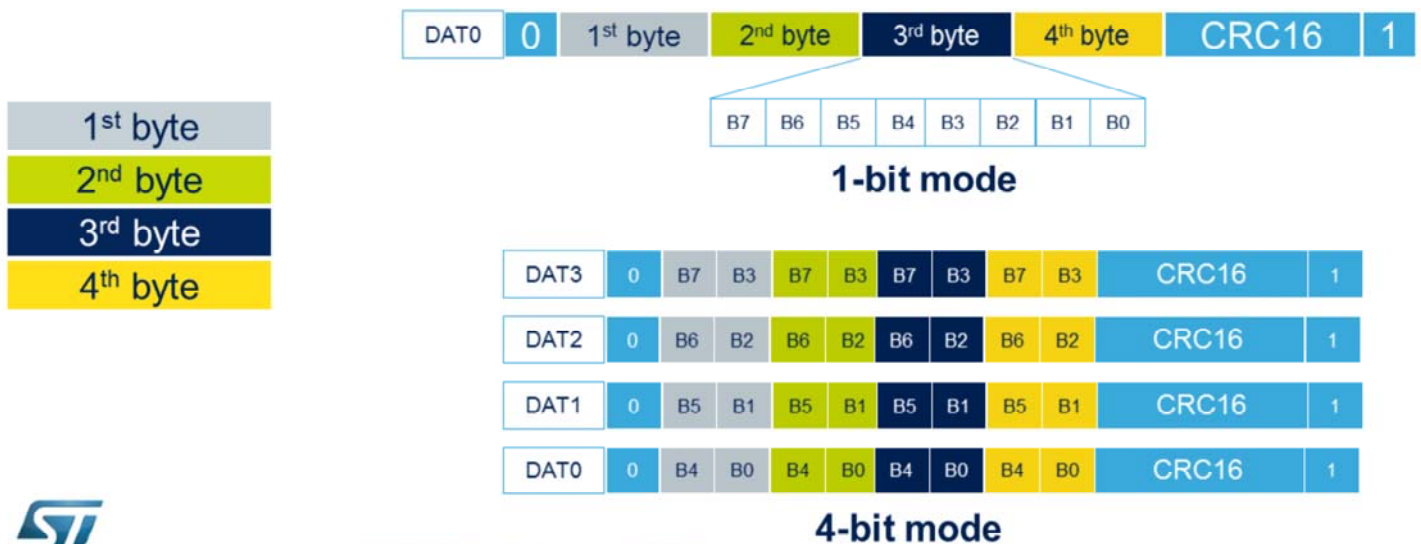 DAT0 0 1st byte 2nd byte 3rd byte 4th byte CRC16 1
B7 B6 B5 B4 B3 B2 B1 B0
1-bit mode
1st byte
2nd byte
3rd byte
4th byte
DAT3 0 B7 B3 B7 B3 B7 B3 B7 B3 CRC16 1
DAT2 0 B6 B2 B6 B2 B6 B2 B6 B2 CRC16 1
DAT1 0 B5 B1 B5 B1 B5 B1 B5 B1 CRC16 1
DAT0 0 B4 B0 B4 B0 B4 B0 B4 B0 CRC16 1
4-bit mode
ST